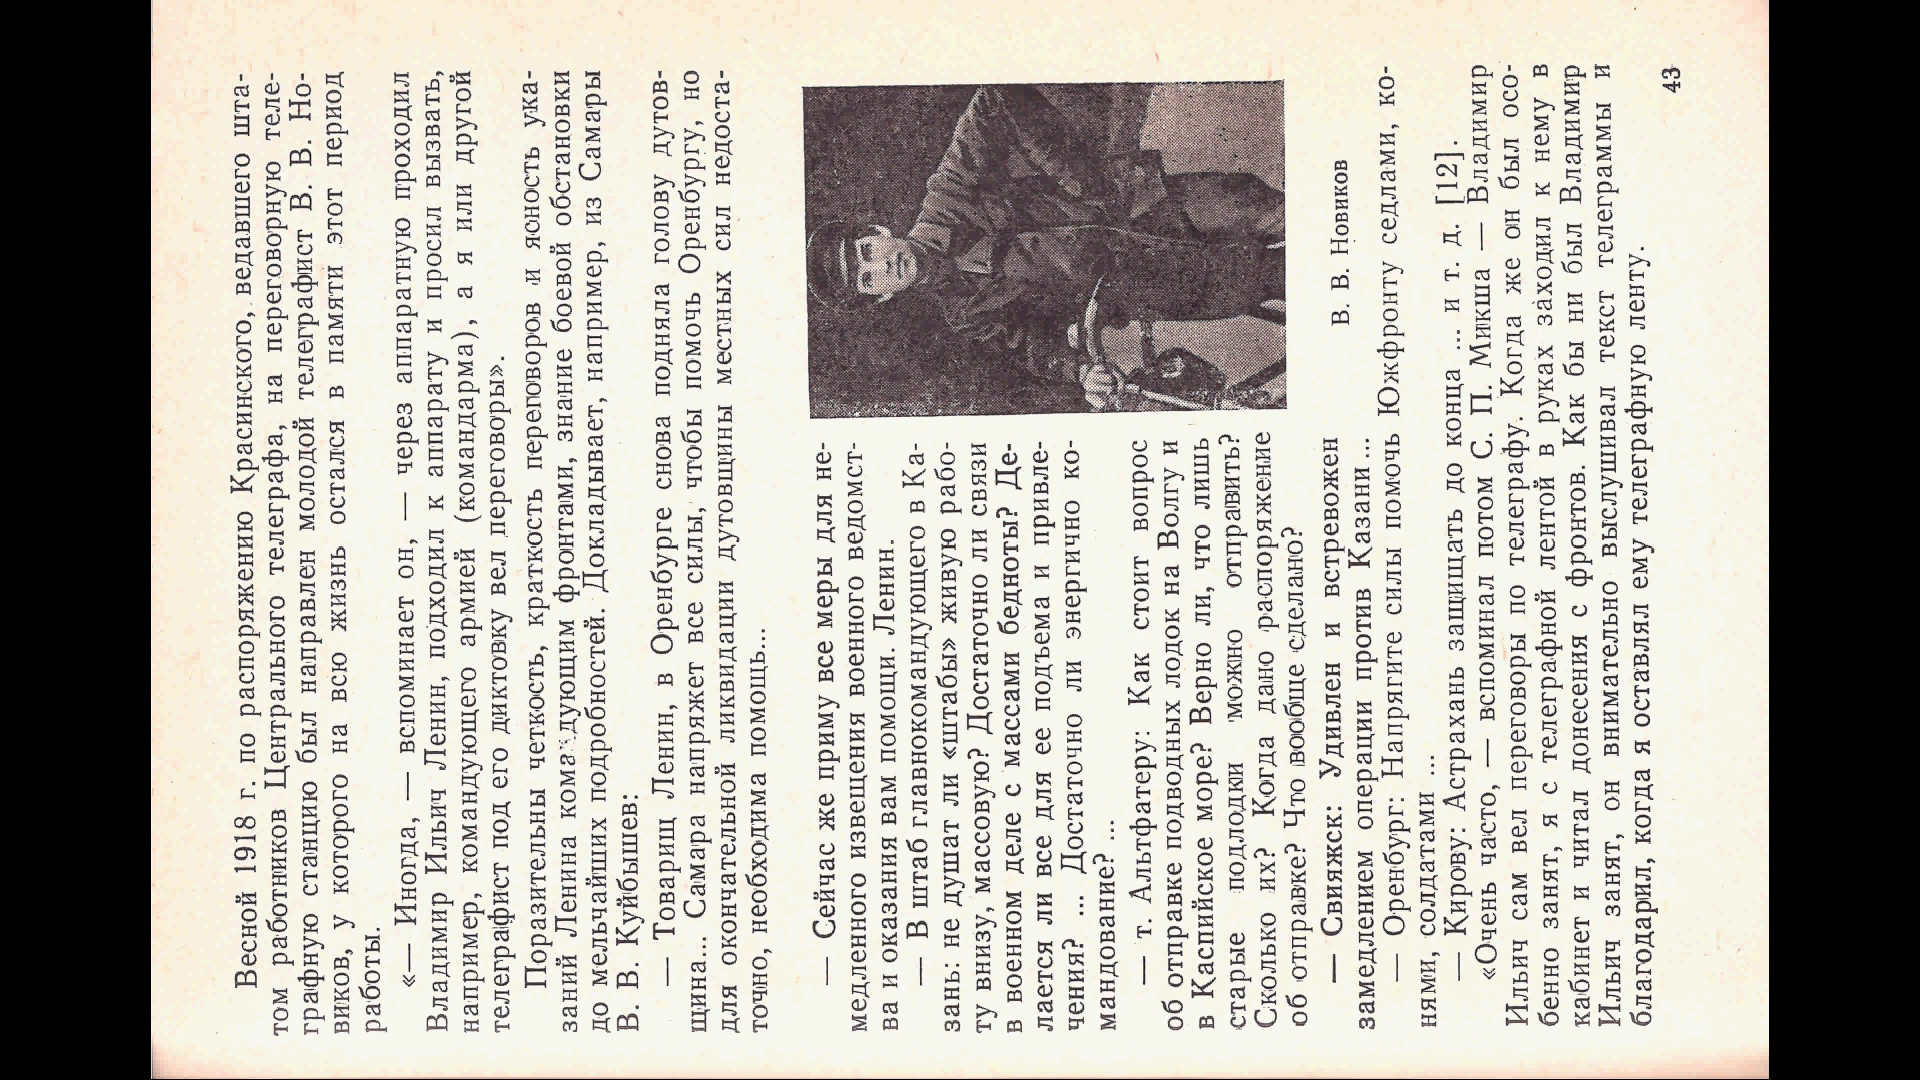 Весной 1918 г. по распоряжению Красинского, ведавшего шта-
том работников Центрального телеграфа, на переговорную теле-
графную станцию был направлен молодой телеграфист В. В. Но-
виков, у которого на всю жизнь остался в памяти этот период
работы.
«— Иногда, — вспоминает он, — через аппаратную проходил
Владимир Ильич Ленин, подходил к аппарату и просил вызвать,
например, командующего армией (командарма), а я или другой
телеграфист под его диктовку вел переговоры».
Поразительны четкость, краткость переговоров и ясность ука-
заний Ленина командующим фронтами, знание боевой обстановки
до мельчайших подробностей. Докладывает, например, из Самары
В. В. Куйбышев:
— Товарищ Ленин, в Оренбурге снова подняла голову дутов-
щина... Самара напряжет все силы, чтобы помочь Оренбургу, но
для окончательной ликвидации дутовщины местных сил недоста-
точно, необходима помощь...
— Сейчас же приму все меры для не-
медленного извещения военного ведомст-
ва и оказания вам помощи. Ленин.
— В штаб главнокомандующего в Ка-
зань: не душат ли «штабы» живую рабо-
ту внизу, массовую? Достаточно ли связи
в военном деле с массами бедноты? Де-
лается ли все для ее подъема и привле-
чения? ... Достаточно ли энергично ко-
мандование? ...
— т. Альтфатеру: Как стоит вопрос
об отправке подводных лодок на Волгу и
в Каспийское море? Верно ли, что лишь
старые подлодки можно отправить?
Сколько их? Когда дано распоряжение
об отправке? Что вообще сделано?
— Свияжск: Удивлен и встревожен
замедлением операции против Казани...
— Оренбург: Напрягите силы помочь Южфронту седлами, ко-
нями, солдатами ...
— Кирову: Астрахань защищать до конца ... и т. д. [12].
«Очень часто, — вспоминал потом С. П. Микша — Владимир
Ильич сам вел переговоры по телеграфу. Когда же он был осо-
бенно занят, я с телеграфной лентой в руках заходил к нему в
кабинет и читал донесения с фронтов. Как бы ни был Владимир
Ильич занят, он внимательно выслушивал текст телеграммы и
благодарил, когда я оставлял ему телеграфную ленту.
В. В. Новиков
43